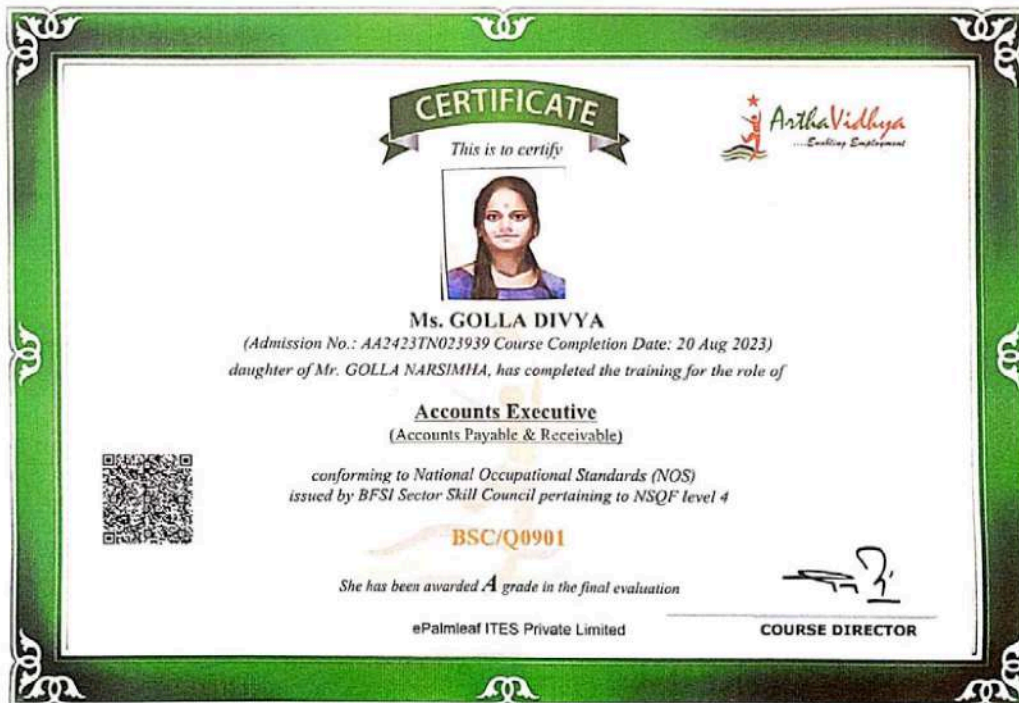 CERTIFICATE
ArthaVidhya
....Enabling Employment
This is to certify
Ms. GOLLA DIVYA
(Admission No.: AA2423TN023939 Course Completion Date: 20 Aug 2023)
daughter of Mr. GOLLA NARSIMHA, has completed the training for the role of
Accounts Executive
(Accounts Payable & Receivable)
conforming to National Occupational Standards (NOS)
issued by BFSI Sector Skill Council pertaining to NSQF level 4
BSC/Q0901
She has been awarded A grade in the final evaluation
ePalmleaf ITES Private Limited
COURSE DIRECTOR